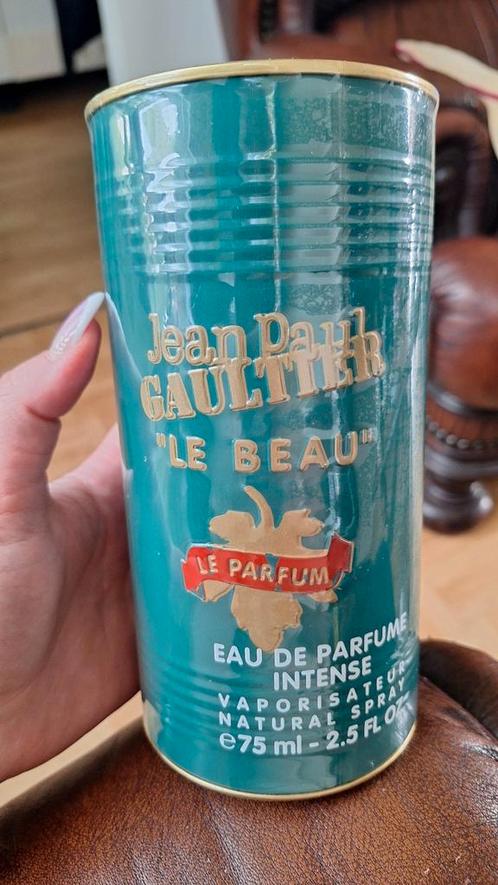 Jean Paul
GAULTIER
"LE BEAU"
LE PARFUM
EAU DE PARFUME
INTENSE
VAPORISATEUR
NATURAL SPRAY
e75 ml - 2.5 FL OZ